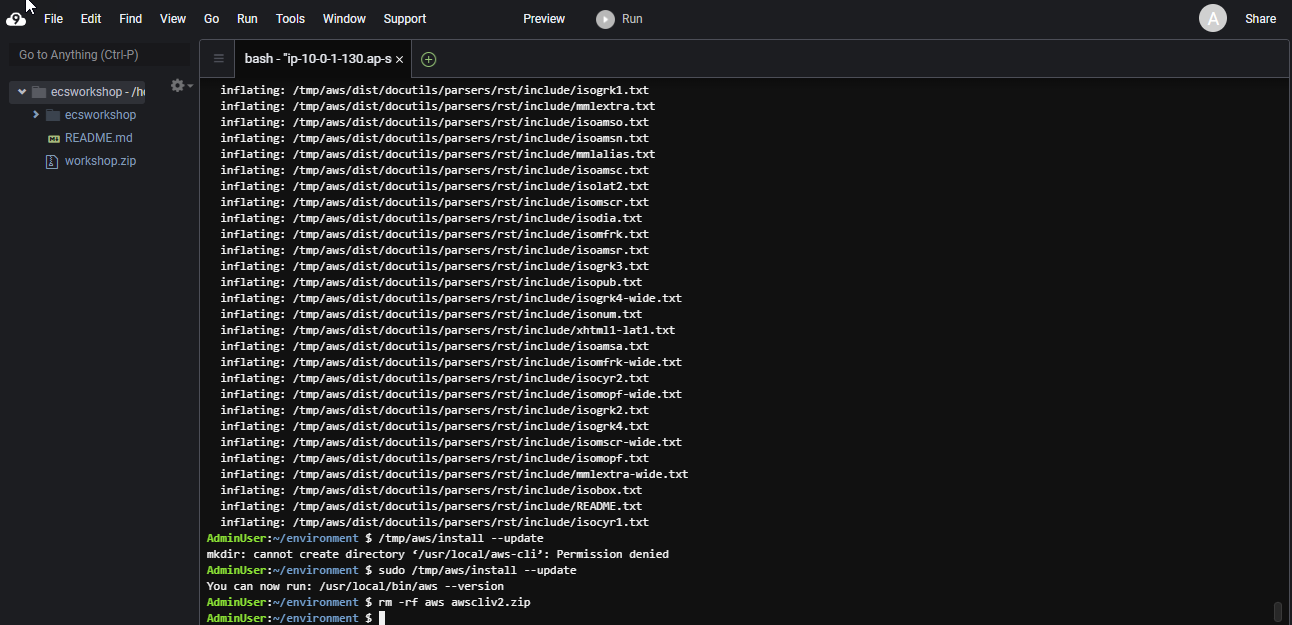 File Edit Find View Go Run Tools Window Support Preview Run A Share
Go to Anything (Ctrl-P)
bash - "ip-10-0-1-130.ap-s ×
ecsworkshop - /he
ecsworkshop
README.md
workshop.zip
inflating: /tmp/aws/dist/docutils/parsers/rst/include/isogrk1.txt
inflating: /tmp/aws/dist/docutils/parsers/rst/include/mmlextra.txt
inflating: /tmp/aws/dist/docutils/parsers/rst/include/isoamso.txt
inflating: /tmp/aws/dist/docutils/parsers/rst/include/isoamsn.txt
inflating: /tmp/aws/dist/docutils/parsers/rst/include/mmlalias.txt
inflating: /tmp/aws/dist/docutils/parsers/rst/include/isoamsc.txt
inflating: /tmp/aws/dist/docutils/parsers/rst/include/isolat2.txt
inflating: /tmp/aws/dist/docutils/parsers/rst/include/isomscr.txt
inflating: /tmp/aws/dist/docutils/parsers/rst/include/isodia.txt
inflating: /tmp/aws/dist/docutils/parsers/rst/include/isomfrk.txt
inflating: /tmp/aws/dist/docutils/parsers/rst/include/isoamsr.txt
inflating: /tmp/aws/dist/docutils/parsers/rst/include/isogrk3.txt
inflating: /tmp/aws/dist/docutils/parsers/rst/include/isopub.txt
inflating: /tmp/aws/dist/docutils/parsers/rst/include/isogrk4-wide.txt
inflating: /tmp/aws/dist/docutils/parsers/rst/include/isonum.txt
inflating: /tmp/aws/dist/docutils/parsers/rst/include/xhtml1-lat1.txt
inflating: /tmp/aws/dist/docutils/parsers/rst/include/isoamsa.txt
inflating: /tmp/aws/dist/docutils/parsers/rst/include/isomfrk-wide.txt
inflating: /tmp/aws/dist/docutils/parsers/rst/include/isocyr2.txt
inflating: /tmp/aws/dist/docutils/parsers/rst/include/isomopf-wide.txt
inflating: /tmp/aws/dist/docutils/parsers/rst/include/isogrk2.txt
inflating: /tmp/aws/dist/docutils/parsers/rst/include/isogrk4.txt
inflating: /tmp/aws/dist/docutils/parsers/rst/include/isomscr-wide.txt
inflating: /tmp/aws/dist/docutils/parsers/rst/include/isomopf.txt
inflating: /tmp/aws/dist/docutils/parsers/rst/include/mmlextra-wide.txt
inflating: /tmp/aws/dist/docutils/parsers/rst/include/isobox.txt
inflating: /tmp/aws/dist/docutils/parsers/rst/include/README.txt
inflating: /tmp/aws/dist/docutils/parsers/rst/include/isocyr1.txt
AdminUser:~/environment $ /tmp/aws/install --update
mkdir: cannot create directory ‘/usr/local/aws-cli’: Permission denied
AdminUser:~/environment $ sudo /tmp/aws/install --update
You can now run: /usr/local/bin/aws --version
AdminUser:~/environment $ rm -rf aws awscliv2.zip
AdminUser:~/environment $